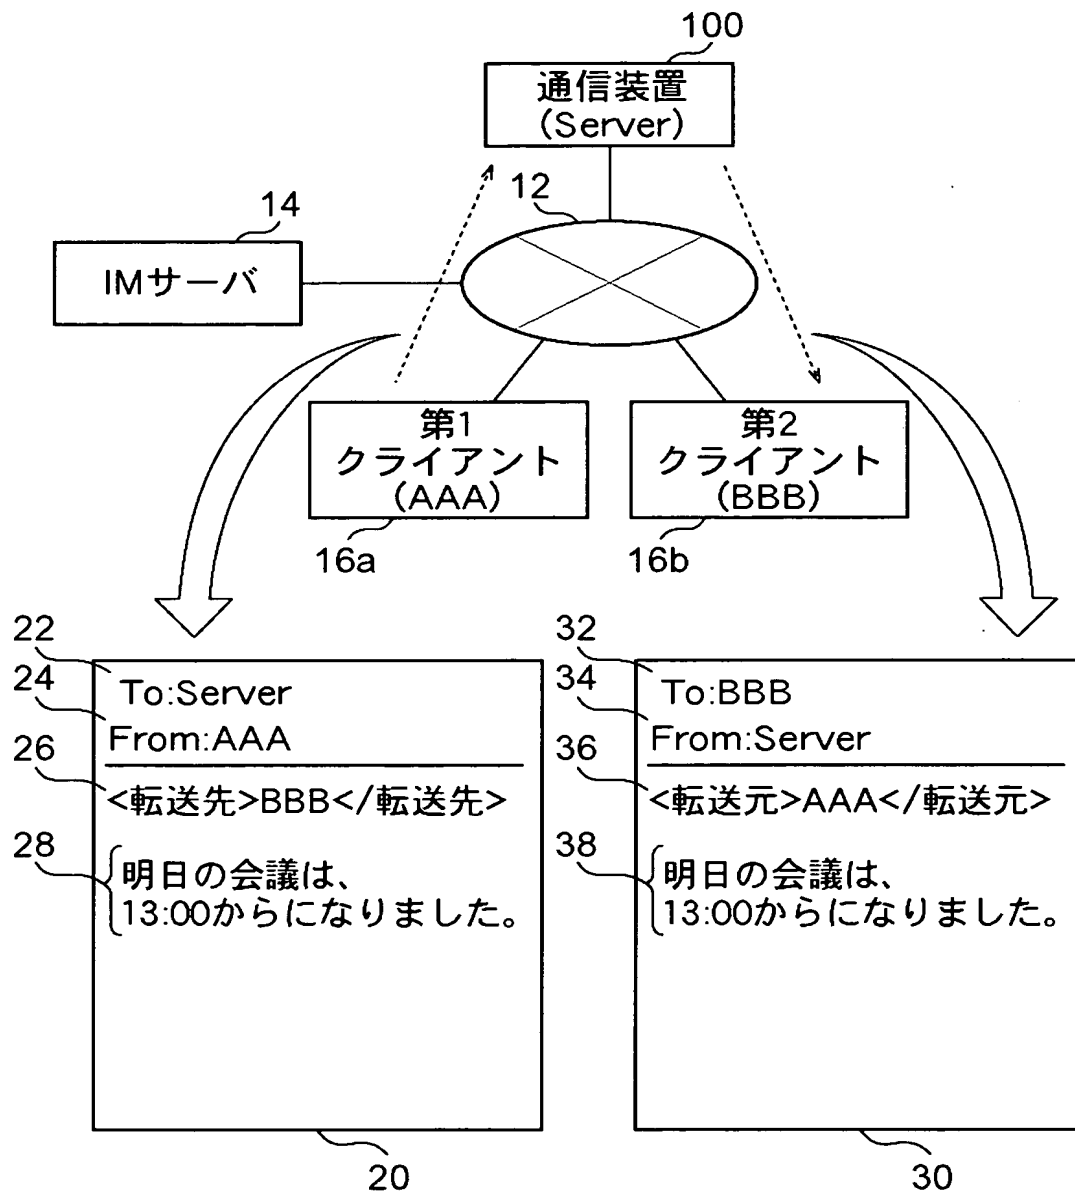 100
通信装置
(Server)
12
14
IMサーバ
第1
クライアント
(AAA)
第2
クライアント
(BBB)
16a
16b
22
To:Server
24
From:AAA
26
<転送先>BBB</転送先>
28
明日の会議は、
13:00からになりました。
20
32
To:BBB
34
From:Server
36
<転送元>AAA</転送元>
38
明日の会議は、
13:00からになりました。
30